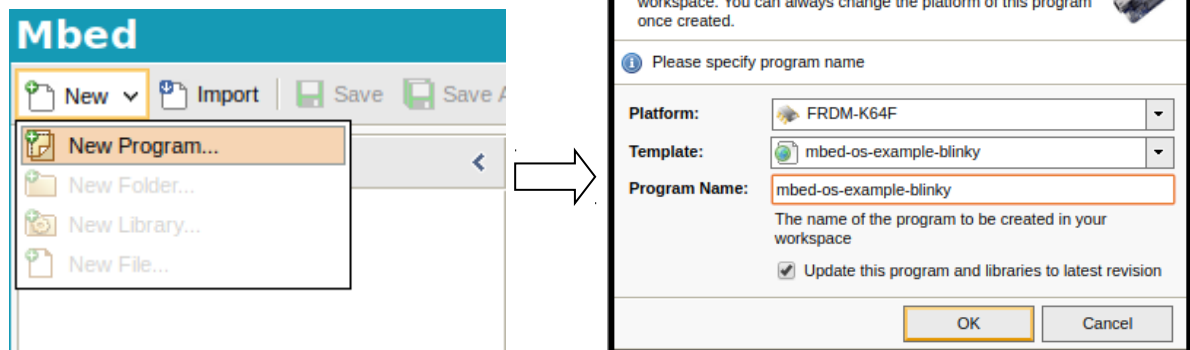 Mbed
New
Import
Save
Save A
New Program...
New Folder...
New Library...
New File...
workspace. You can always change the platform of this program
once created.
Please specify program name
Platform:
FRDM-K64F
Template:
mbed-os-example-blinky
Program Name:
mbed-os-example-blinky
The name of the program to be created in your
workspace
Update this program and libraries to latest revision
OK
Cancel